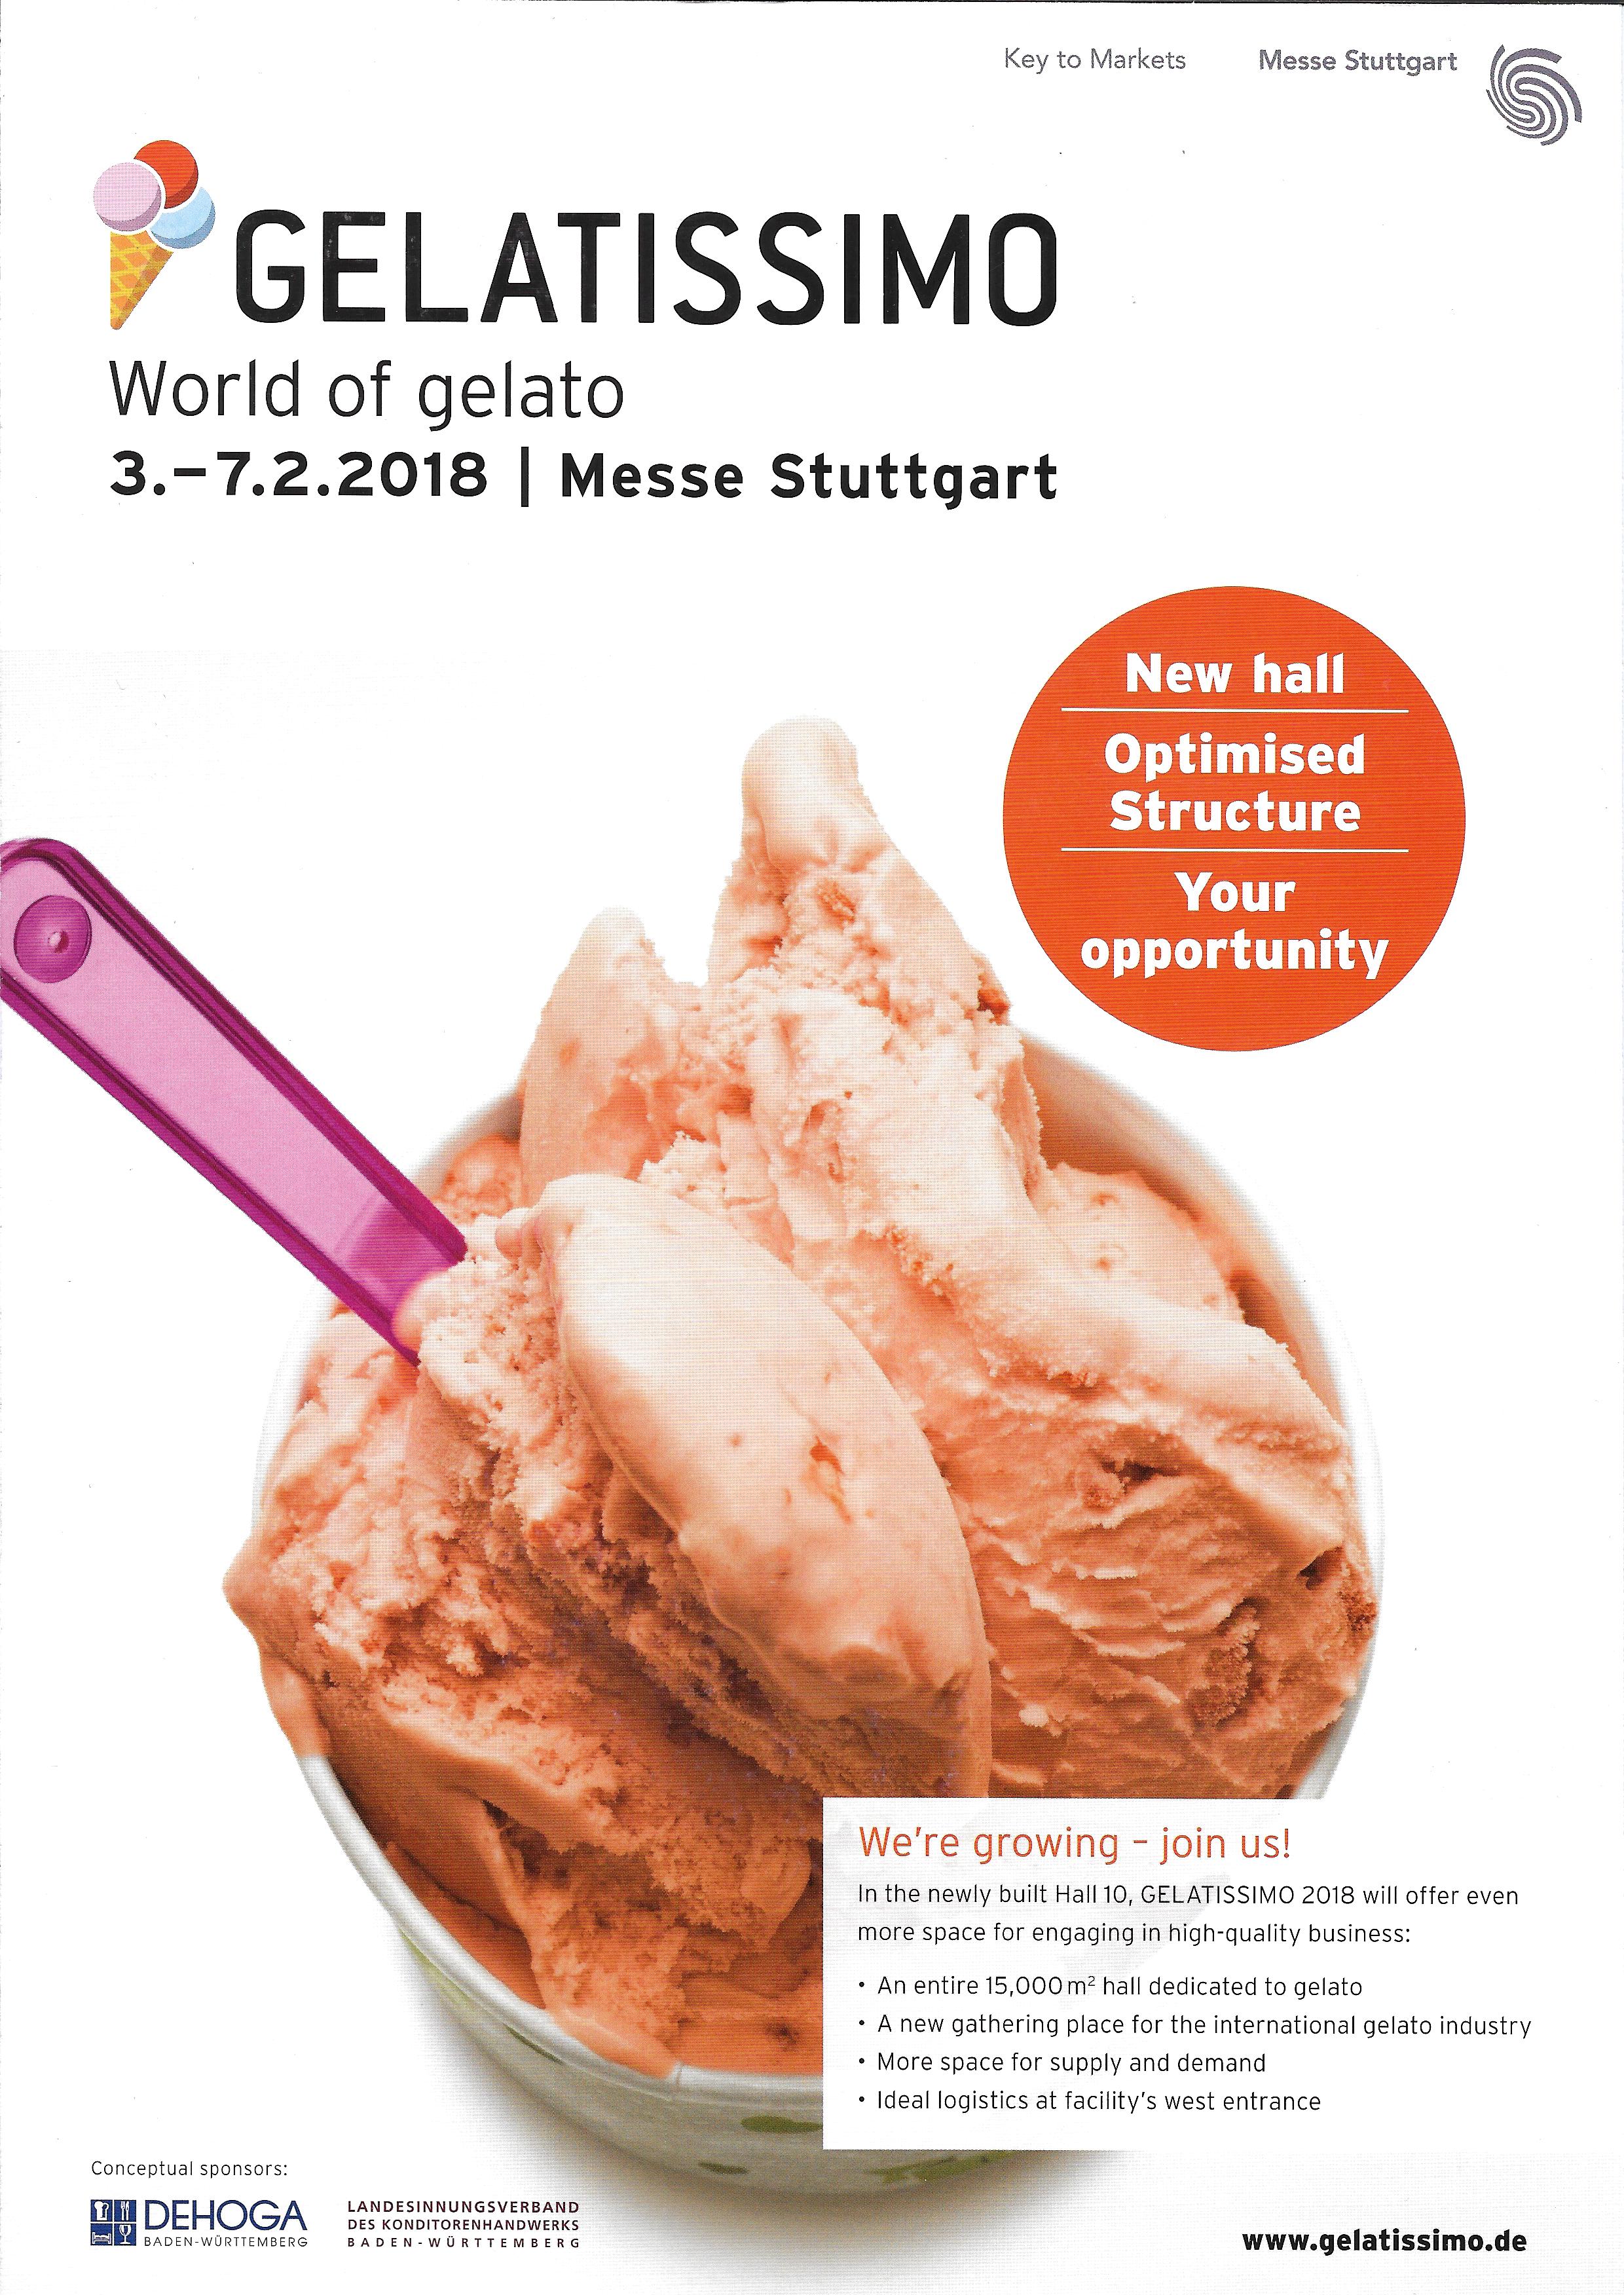 Key to Markets Messe Stuttgart
GELATISSIMO
World of gelato
3.–7.2.2018 | Messe Stuttgart
New hall
Optimised
Structure
Your
opportunity
We're growing – join us!
In the newly built Hall 10, GELATISSIMO 2018 will offer even
more space for engaging in high-quality business:
• An entire 15,000 m² hall dedicated to gelato
• A new gathering place for the international gelato industry
• More space for supply and demand
• Ideal logistics at facility's west entrance
Conceptual sponsors:
DEHOGA
BADEN-WÜRTTEMBERG
LANDESINNUNGSVERBAND
DES KONDITORENHANDWERKS
BADEN-WÜRTTEMBERG
www.gelatissimo.de